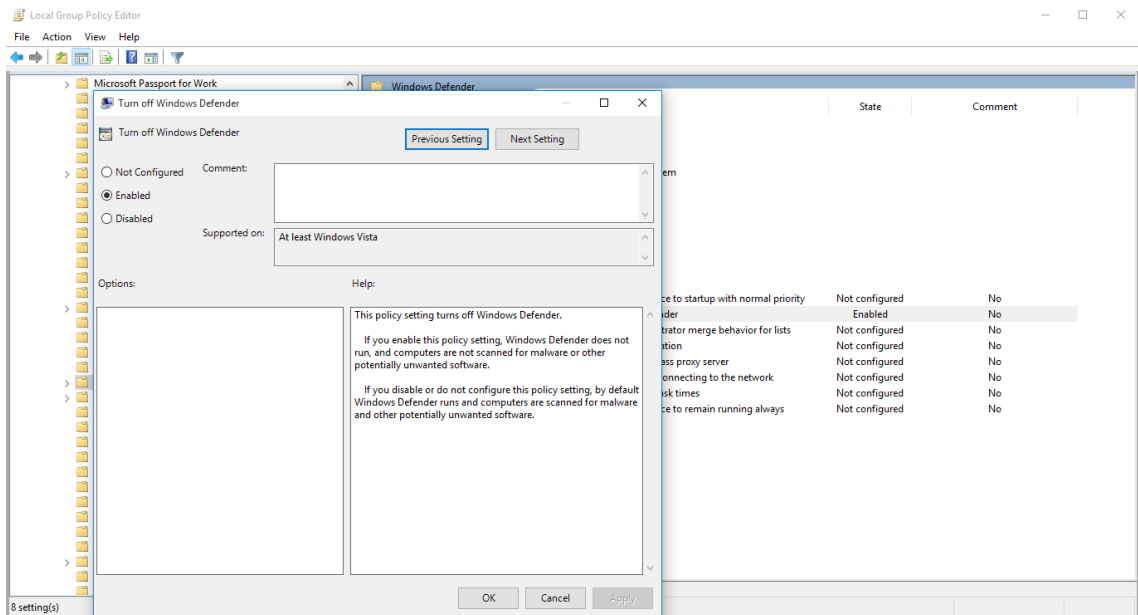 Local Group Policy Editor
File Action View Help
Microsoft Passport for Work
Windows Defender
Turn off Windows Defender
Turn off Windows Defender
Previous Setting Next Setting
Not Configured
Enabled
Disabled
Comment:
Supported on:
At least Windows Vista
Options:
Help:
This policy setting turns off Windows Defender.
If you enable this policy setting, Windows Defender does not
run, and computers are not scanned for malware or other
potentially unwanted software.
If you disable or do not configure this policy setting, by default
Windows Defender runs and computers are scanned for malware
and other potentially unwanted software.
OK Cancel Apply
State Comment
em
ce to startup with normal priority Not configured No
der Enabled No
trator merge behavior for lists Not configured No
ation Not configured No
ass proxy server Not configured No
onnecting to the network Not configured No
sk times Not configured No
ce to remain running always Not configured No
8 setting(s)